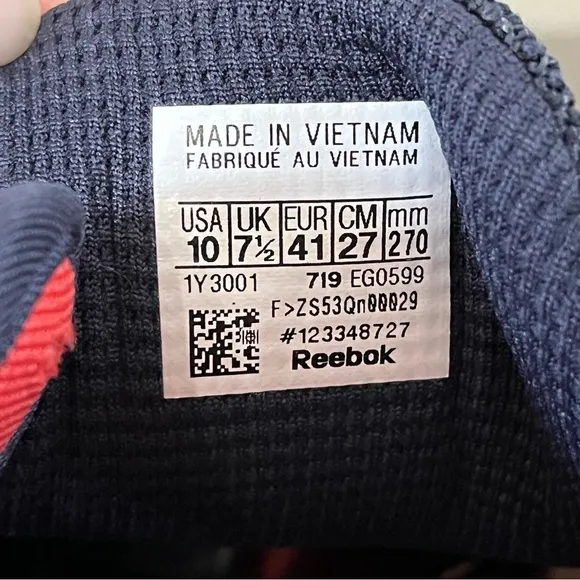 MADE IN VIETNAM
FABRIQUÉ AU VIETNAM
USA UK EUR CM mm
10 7½ 41 27 270
1Y3001 719 EG0599
F>ZS53Qn00029
#123348727
Reebok